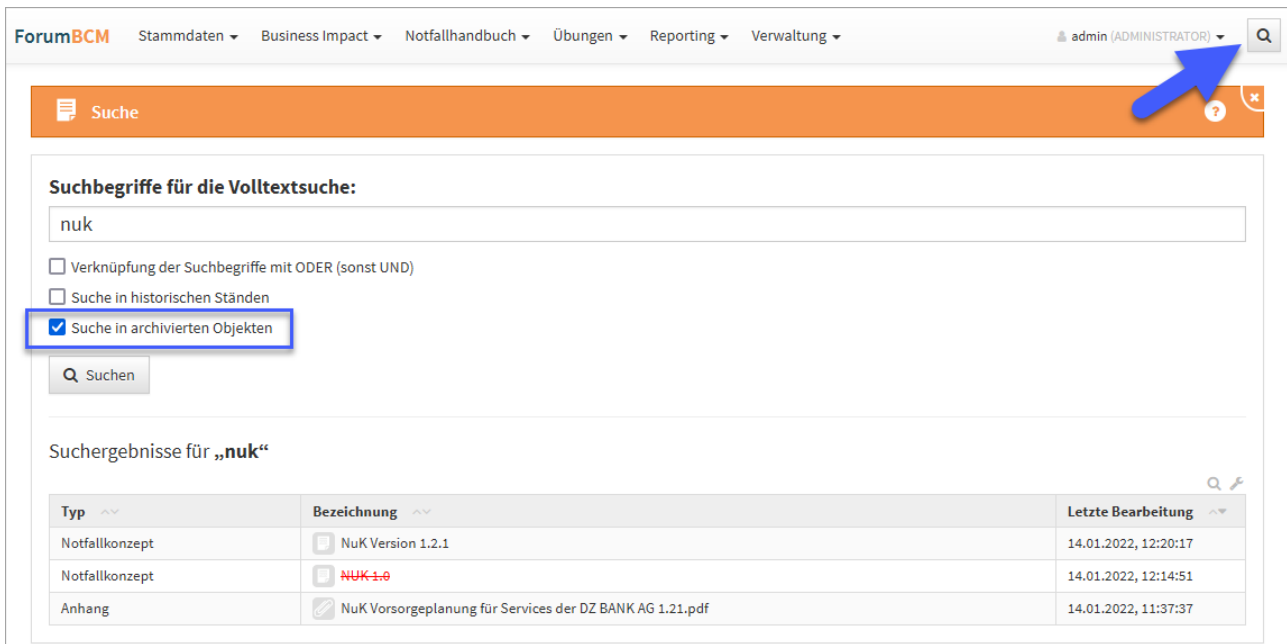 ForumBCM Stammdaten Business Impact Notfallhandbuch Übungen Reporting Verwaltung admin (ADMINISTRATOR)
Suche ?
Suchbegriffe für die Volltextsuche:
nuk
Verknüpfung der Suchbegriffe mit ODER (sonst UND)
Suche in historischen Ständen
Suche in archivierten Objekten
Suchen
Suchergebnisse für „nuk“
Typ Bezeichnung Letzte Bearbeitung
Notfallkonzept NuK Version 1.2.1 14.01.2022, 12:20:17
Notfallkonzept NUK 1.0 14.01.2022, 12:14:51
Anhang NuK Vorsorgeplanung für Services der DZ BANK AG 1.21.pdf 14.01.2022, 11:37:37